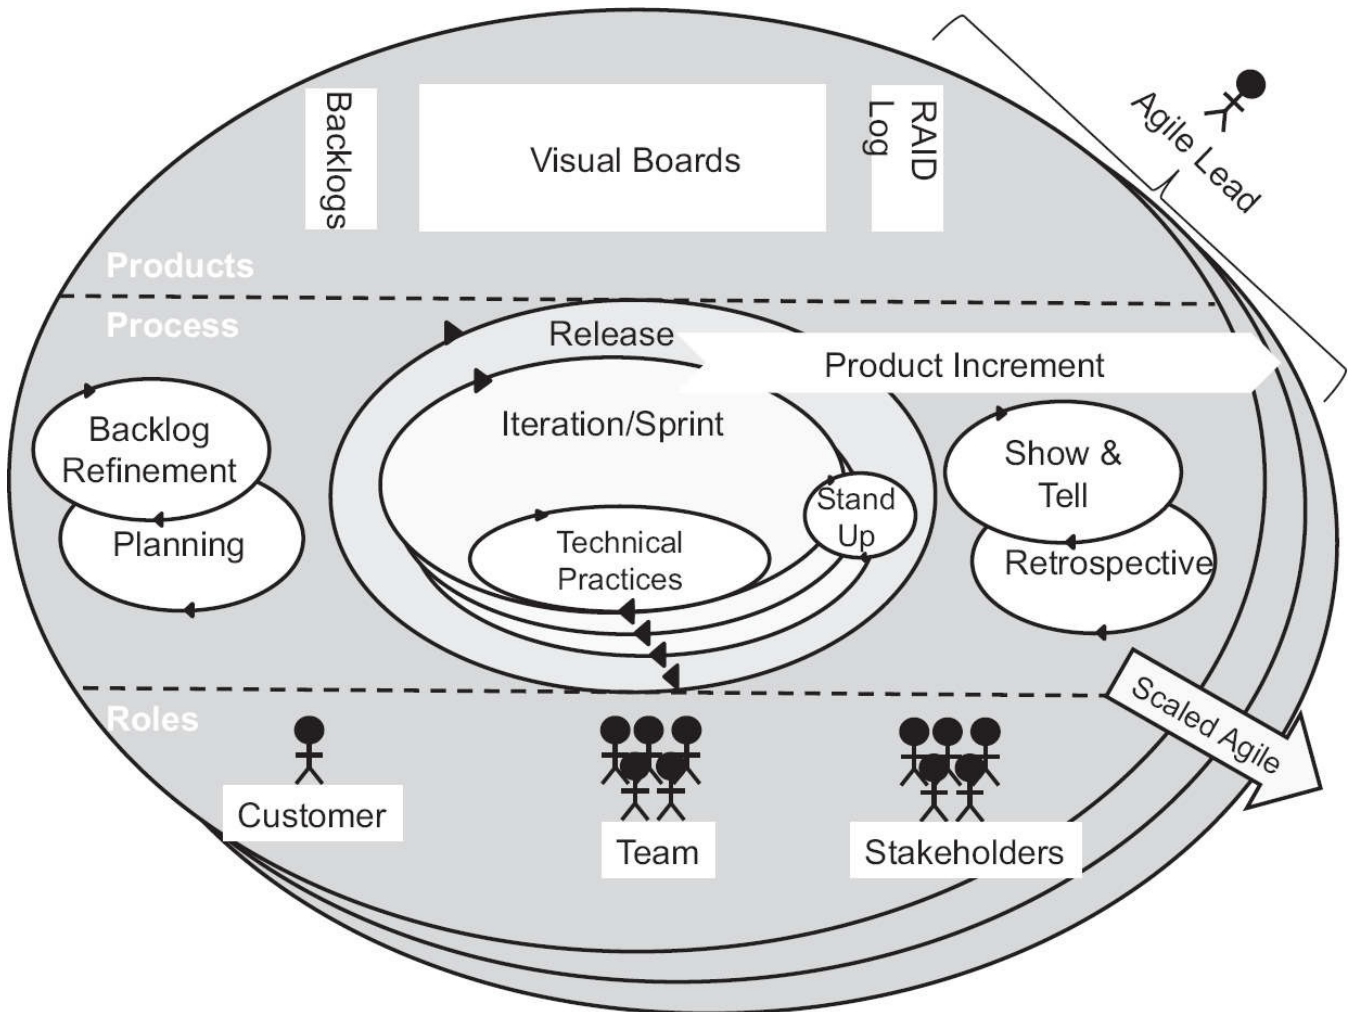 Backlogs
Visual Boards
RAID
Log
Agile Lead
Products
Process
Release
Product Increment
Iteration/Sprint
Backlog
Refinement
Planning
Technical
Practices
Stand
Up
Show &
Tell
Retrospective
Scaled Agile
Roles
Customer
Team
Stakeholders